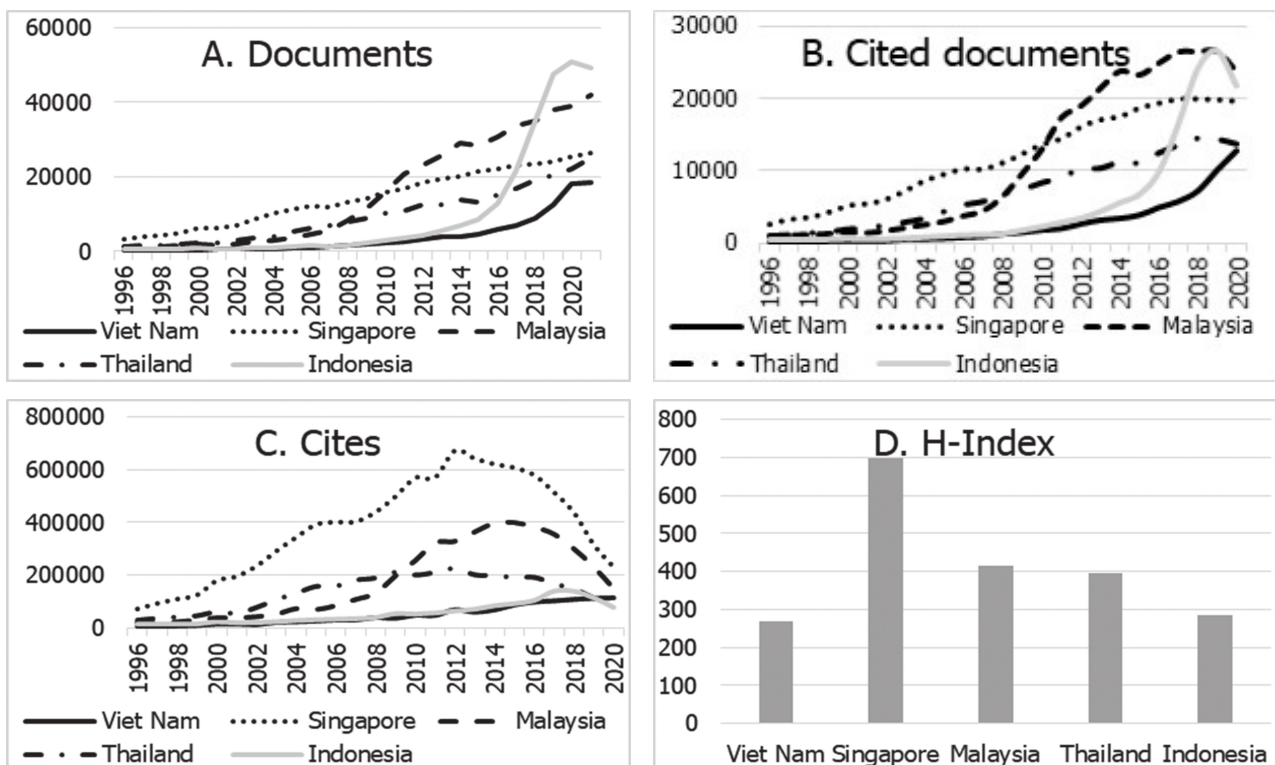 A. Documents
60000
40000
20000
0
1996 1998 2000 2002 2004 2006 2008 2010 2012 2014 2016 2018 2020
Viet Nam Singapore Malaysia
Thailand Indonesia
B. Cited documents
30000
20000
10000
0
1996 1998 2000 2002 2004 2006 2008 2010 2012 2014 2016 2018 2020
Viet Nam Singapore Malaysia
Thailand Indonesia
C. Cites
800000
600000
400000
200000
0
1996 1998 2000 2002 2004 2006 2008 2010 2012 2014 2016 2018 2020
Viet Nam Singapore Malaysia
Thailand Indonesia
D. H-Index
800
700
600
500
400
300
200
100
0
Viet Nam Singapore Malaysia Thailand Indonesia